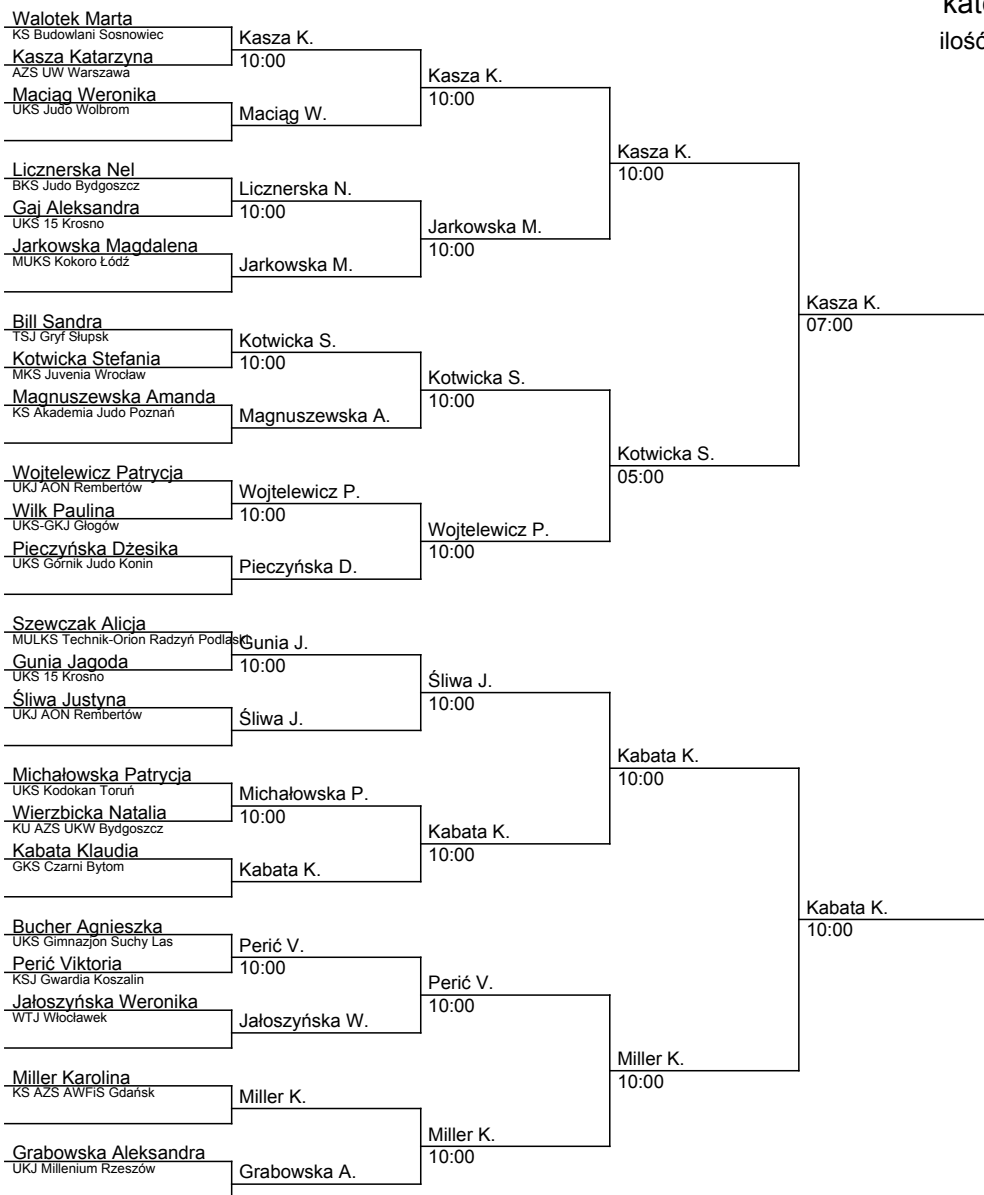 kat
ilość
Walotek Marta
KS Budowlani Sosnowiec
Kasza K.
Kasza Katarzyna
10:00
AZS UW Warszawa
Kasza K.
Maciąg Weronika
10:00
UKS Judo Wolbrom
Maciąg W.
Kasza K.
Licznerska Nel
10:00
BKS Judo Bydgoszcz
Licznerska N.
Gaj Aleksandra
10:00
UKS 15 Krosno
Jarkowska M.
Jarkowska Magdalena
10:00
MUKS Kokoro Łódź
Jarkowska M.
Kasza K.
Bill Sandra
07:00
TSJ Gryf Słupsk
Kotwicka S.
Kotwicka Stefania
10:00
MKS Juvenia Wrocław
Kotwicka S.
Magnuszewska Amanda
10:00
KS Akademia Judo Poznań
Magnuszewska A.
Kotwicka S.
Wojtelewicz Patrycja
05:00
UKJ AON Rembertów
Wojtelewicz P.
Wilk Paulina
10:00
UKS-GKJ Głogów
Wojtelewicz P.
Pieczyńska Dżesika
10:00
UKS Górnik Judo Konin
Pieczyńska D.
Szewczak Alicja
MULKS Technik-Orion Radzyń Podlaski
Gunia J.
Gunia Jagoda
10:00
UKS 15 Krosno
Śliwa J.
Śliwa Justyna
10:00
UKJ AON Rembertów
Śliwa J.
Kabata K.
Michałowska Patrycja
10:00
UKS Kodokan Toruń
Michałowska P.
Wierzbicka Natalia
10:00
KU AZS UKW Bydgoszcz
Kabata K.
Kabata Klaudia
10:00
GKS Czarni Bytom
Kabata K.
Kabata K.
Bucher Agnieszka
10:00
UKS Gimnazjon Suchy Las
Perić V.
Perić Viktoria
10:00
KSJ Gwardia Koszalin
Perić V.
Jałoszyńska Weronika
10:00
WTJ Włocławek
Jałoszyńska W.
Miller K.
Miller Karolina
10:00
KS AZS AWFiS Gdańsk
Miller K.
Miller K.
Grabowska Aleksandra
10:00
UKJ Millenium Rzeszów
Grabowska A.